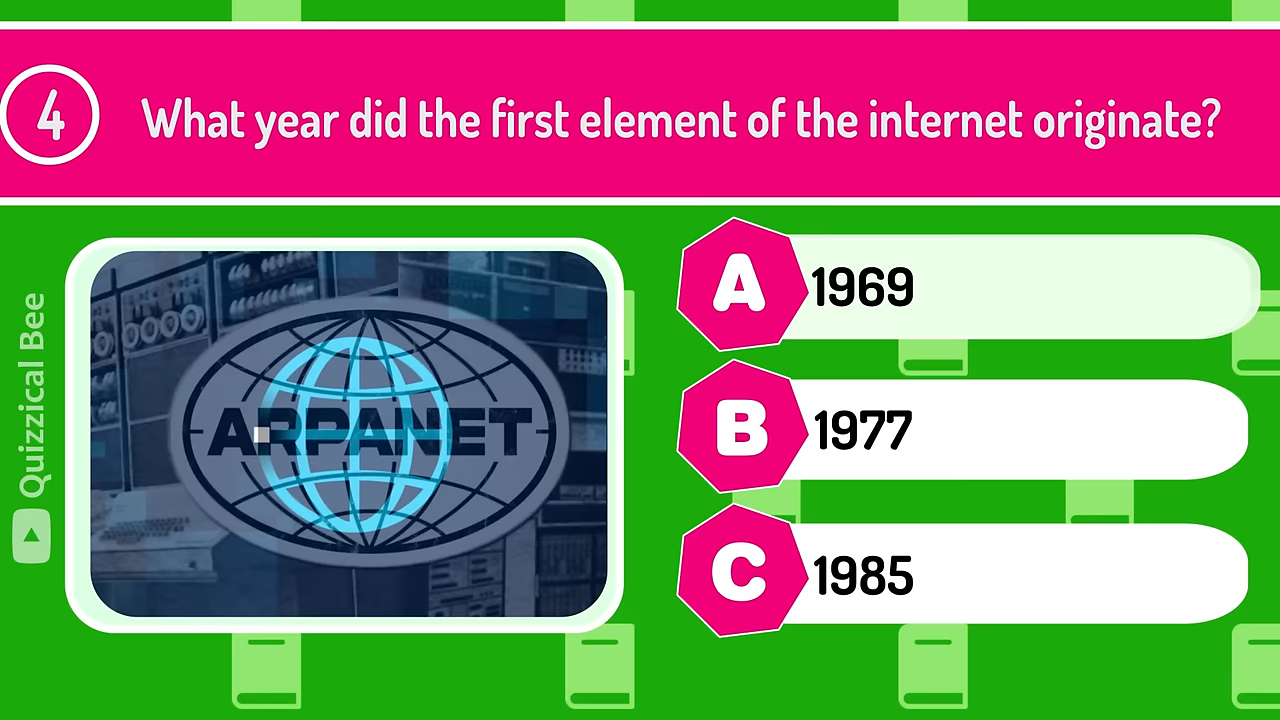 4
What year did the first element of the internet originate?
Quizzical Bee
ARPANET
A 1969
B 1977
C 1985